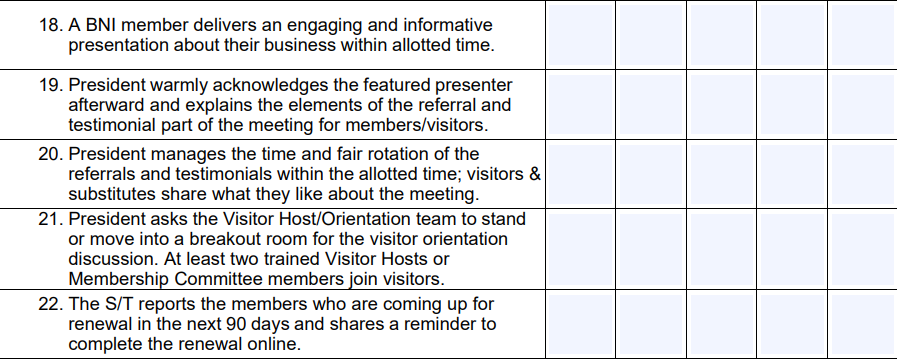 18. A BNI member delivers an engaging and informative
presentation about their business within allotted time.
19. President warmly acknowledges the featured presenter
afterward and explains the elements of the referral and
testimonial part of the meeting for members/visitors.
20. President manages the time and fair rotation of the
referrals and testimonials within the allotted time; visitors &
substitutes share what they like about the meeting.
21. President asks the Visitor Host/Orientation team to stand
or move into a breakout room for the visitor orientation
discussion. At least two trained Visitor Hosts or
Membership Committee members join visitors.
22. The S/T reports the members who are coming up for
renewal in the next 90 days and shares a reminder to
complete the renewal online.